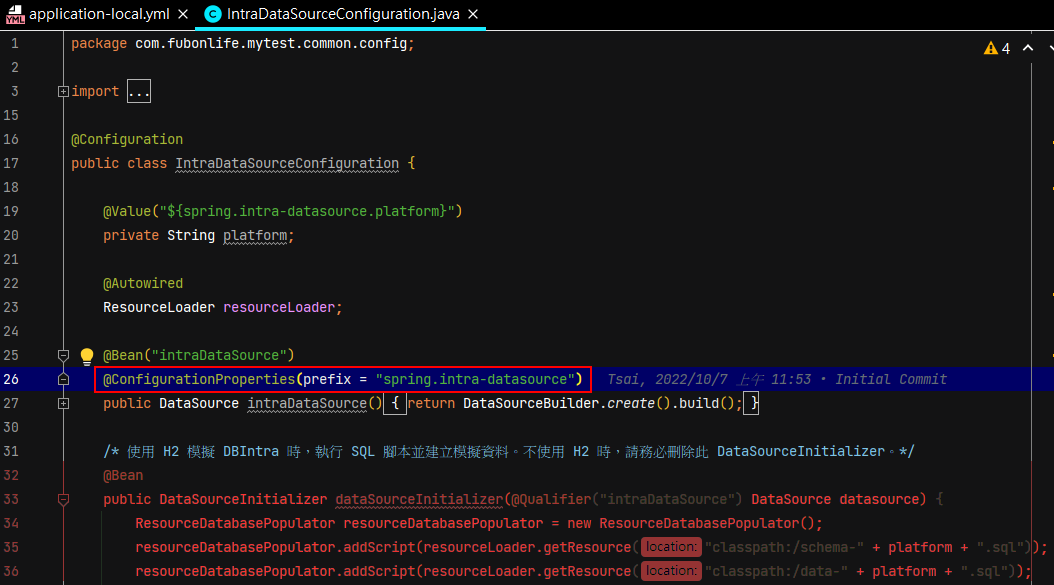 YML application-local.yml × C IntraDataSourceConfiguration.java ×
1 package com.fubonlife.mytest.common.config; 4
2
3 import ...
15
16 @Configuration
17 public class IntraDataSourceConfiguration {
18
19 @Value("${spring.intra-datasource.platform}")
20 private String platform;
21
22 @Autowired
23 ResourceLoader resourceLoader;
24
25 @Bean("intraDataSource")
26 @ConfigurationProperties(prefix = "spring.intra-datasource") Tsai, 2022/10/7 上午 11:53 • Initial Commit
27 public DataSource intraDataSource() { return DataSourceBuilder.create().build(); }
30
31 /* 使用 H2 模擬 DBIntra 時，執行 SQL 腳本並建立模擬資料。不使用 H2 時，請務必刪除此 DataSourceInitializer。*/
32 @Bean
33 public DataSourceInitializer dataSourceInitializer(@Qualifier("intraDataSource") DataSource datasource) {
34 ResourceDatabasePopulator resourceDatabasePopulator = new ResourceDatabasePopulator();
35 resourceDatabasePopulator.addScript(resourceLoader.getResource( location: "classpath:/schema-" + platform + ".sql"));
36 resourceDatabasePopulator.addScript(resourceLoader.getResource( location: "classpath:/data-" + platform + ".sql"));